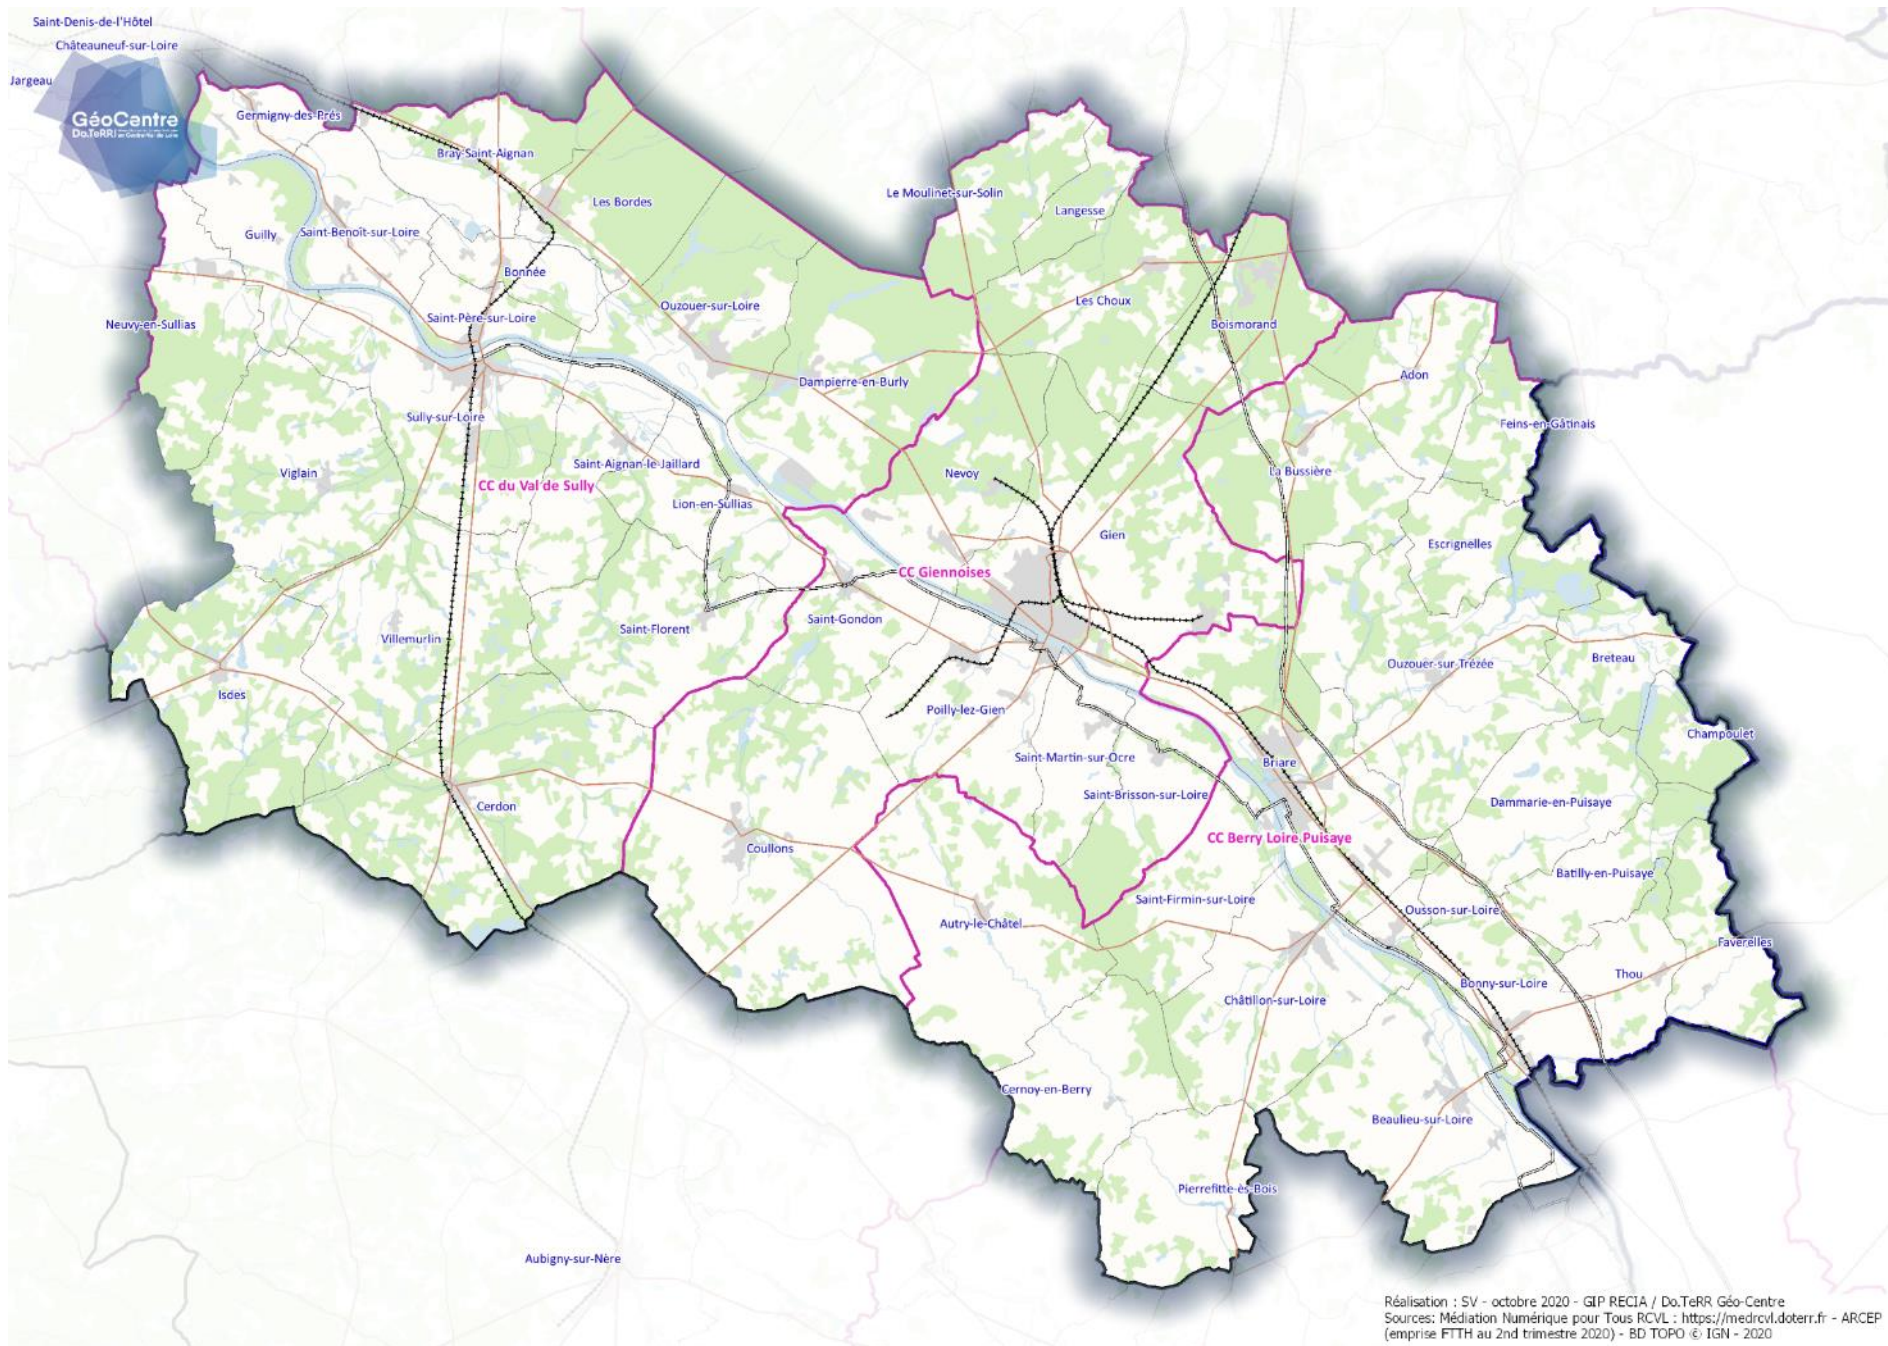 Saint-Denis-de-l'Hôtel
Châteauneuf-sur-Loire
Jargeau
GéoCentre
Do.TeRR
Germigny-des-Prés
Bray-Saint-Aignan
Les Bordes
Le Moulinet-sur-Solin
Langesse
Guilly
Saint-Benoît-sur-Loire
Bonnée
Ouzouer-sur-Loire
Les Choux
Neuvy-en-Sullias
Saint-Père-sur-Loire
Boismorand
Dampierre-en-Burly
Adon
Sully-sur-Loire
Feins-en-Gâtinais
Viglain
Saint-Aignan-le-Jaillard
CC du Val de Sully
Nevoy
La Bussière
Lion-en-Sullias
Gien
Escrignelles
CC Giennoises
Saint-Florent
Saint-Gondon
Villemurlin
Ouzouer-sur-Trézée
Breteau
Isdes
Poilly-lez-Gien
Champoulet
Saint-Martin-sur-Ocre
Briare
Saint-Brisson-sur-Loire
Dammarie-en-Puisaye
Cerdon
CC Berry Loire Puisaye
Coullons
Batilly-en-Puisaye
Saint-Firmin-sur-Loire
Ousson-sur-Loire
Autry-le-Châtel
Faverelles
Thou
Bonny-sur-Loire
Châtillon-sur-Loire
Cernoy-en-Berry
Beaulieu-sur-Loire
Pierrefitte-ès-Bois
Aubigny-sur-Nère
Réalisation : SV - octobre 2020 - GIP RECIA / Do.TeRR Géo-Centre
Sources: Médiation Numérique pour Tous RCVL : https://medrcvl.doterr.fr - ARCEP
(emprise FTTH au 2nd trimestre 2020) - BD TOPO © IGN - 2020